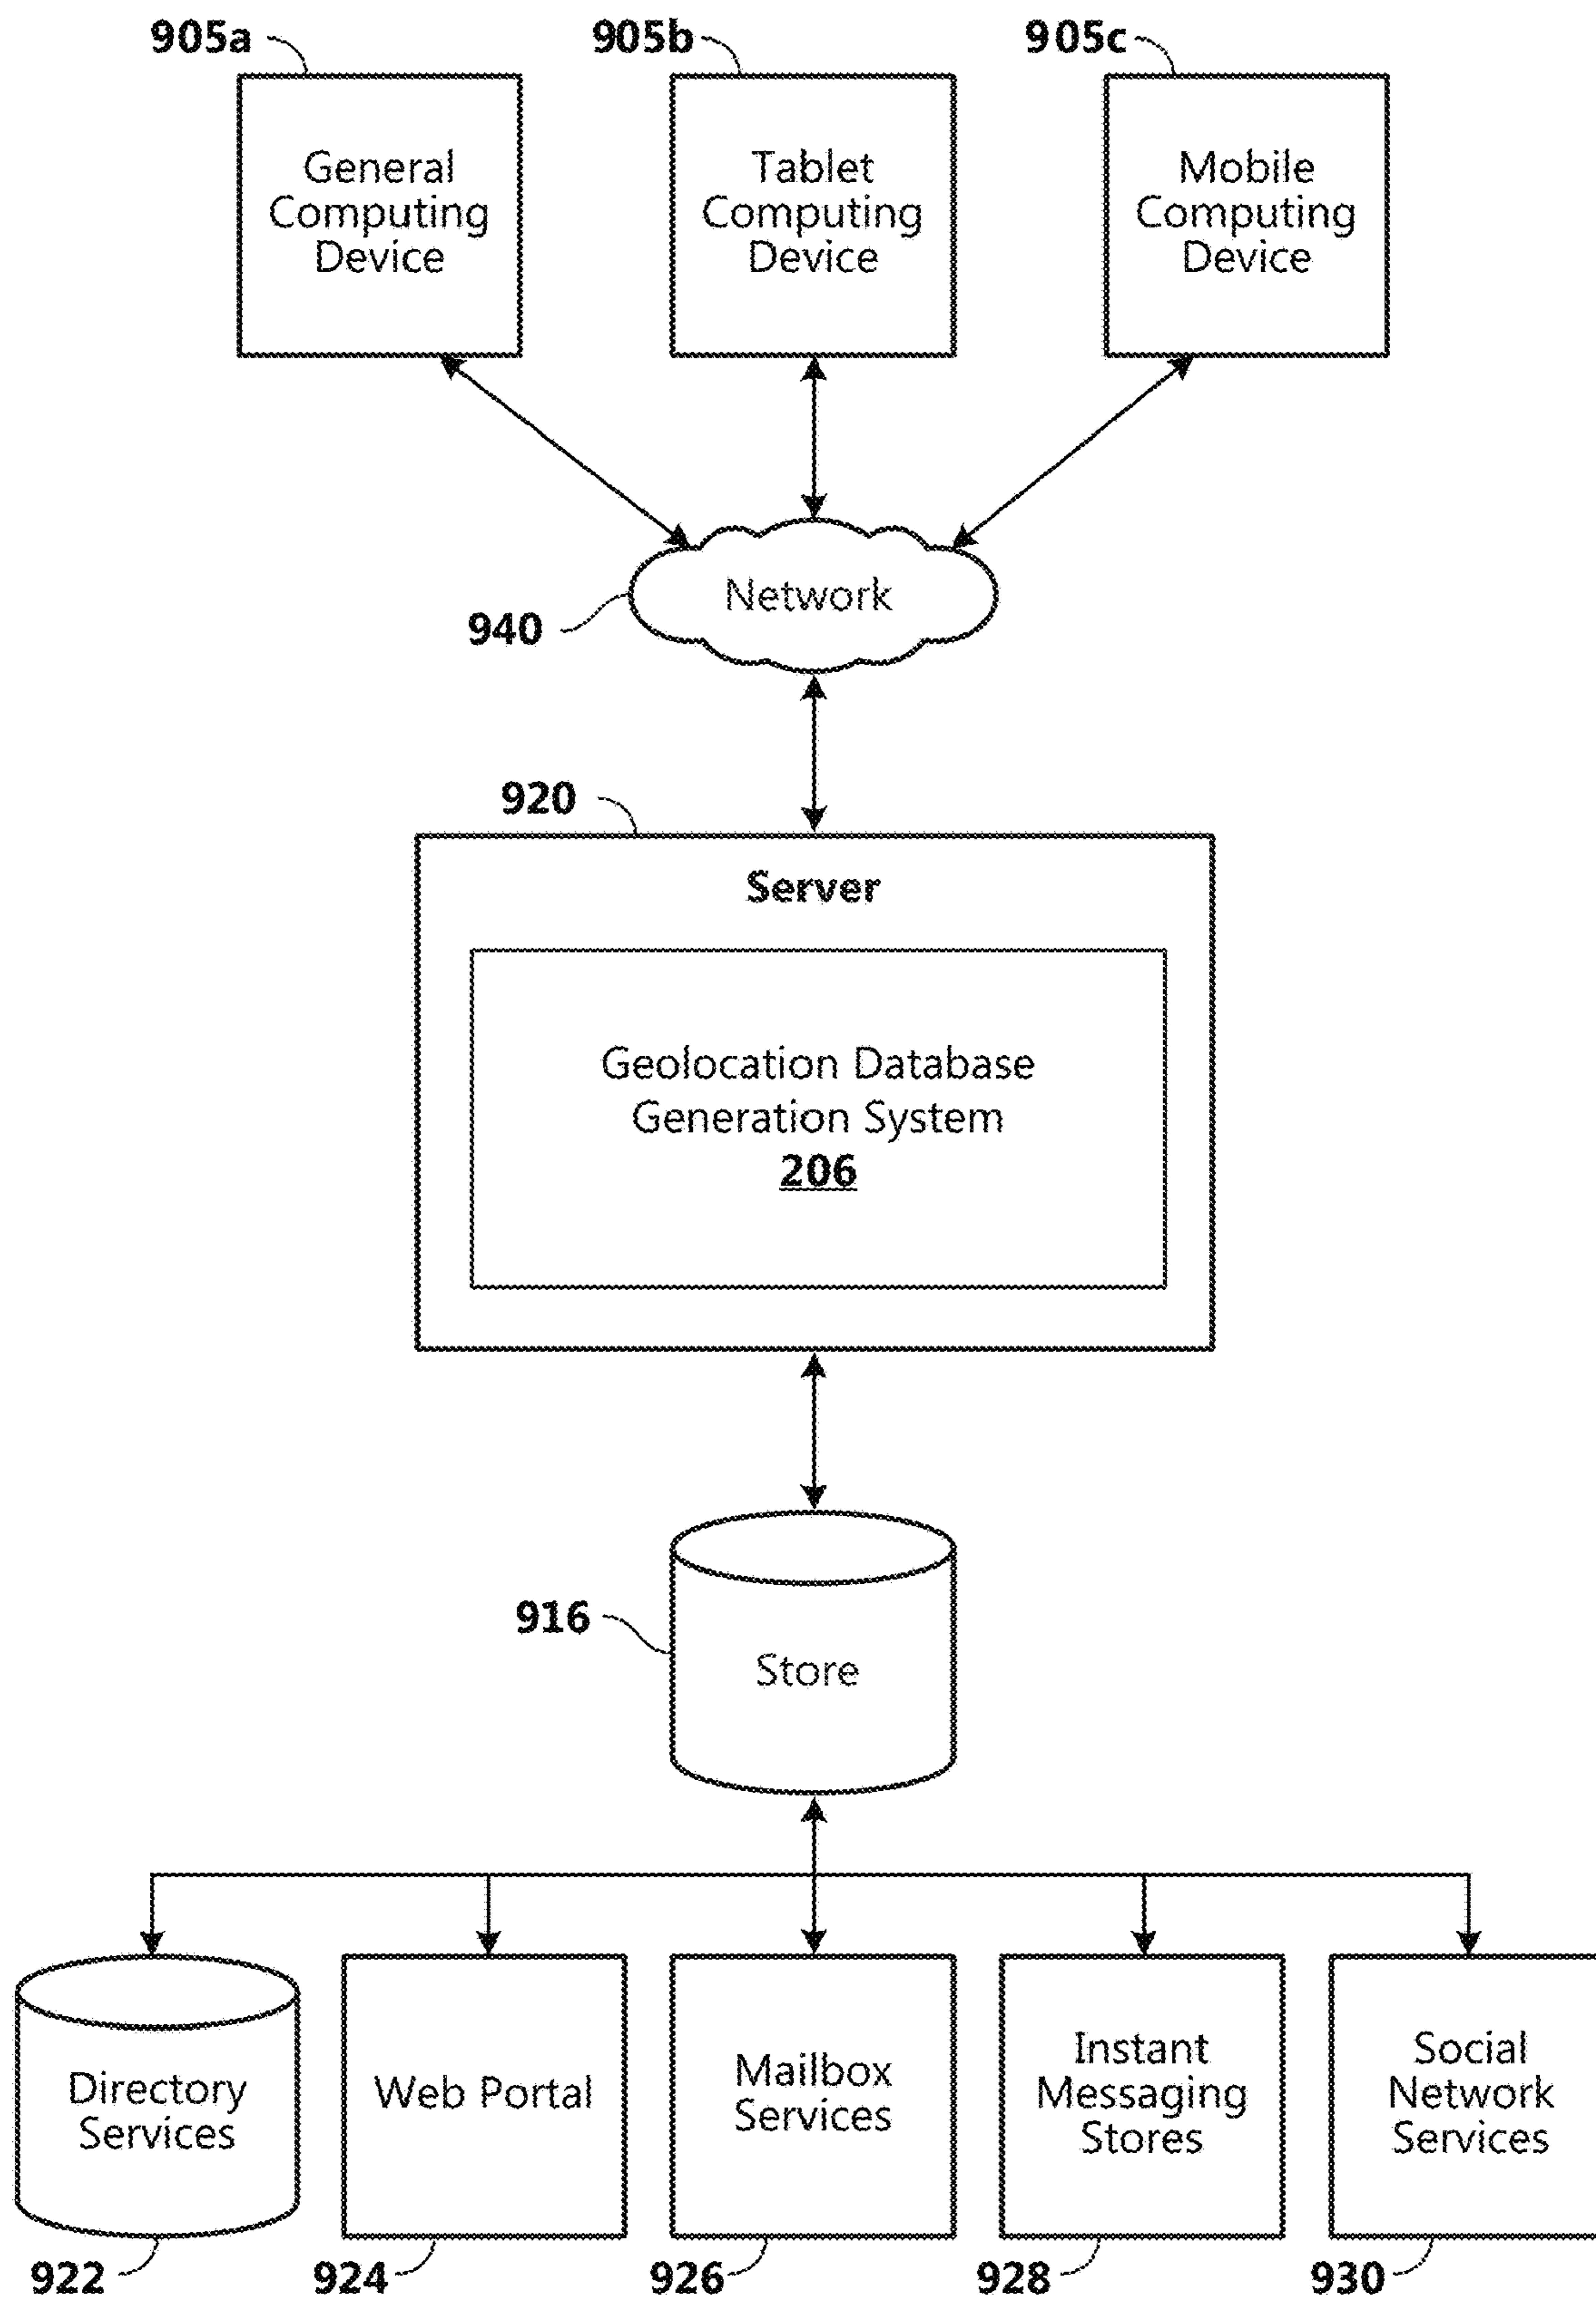 905a
905b
905c
General
Computing
Device
Tablet
Computing
Device
Mobile
Computing
Device
Network
940
920
Server
Geolocation Database
Generation System
206
916
Store
Directory
Services
Web Portal
Mailbox
Services
Instant
Messaging
Stores
Social
Network
Services
922
924
926
928
930